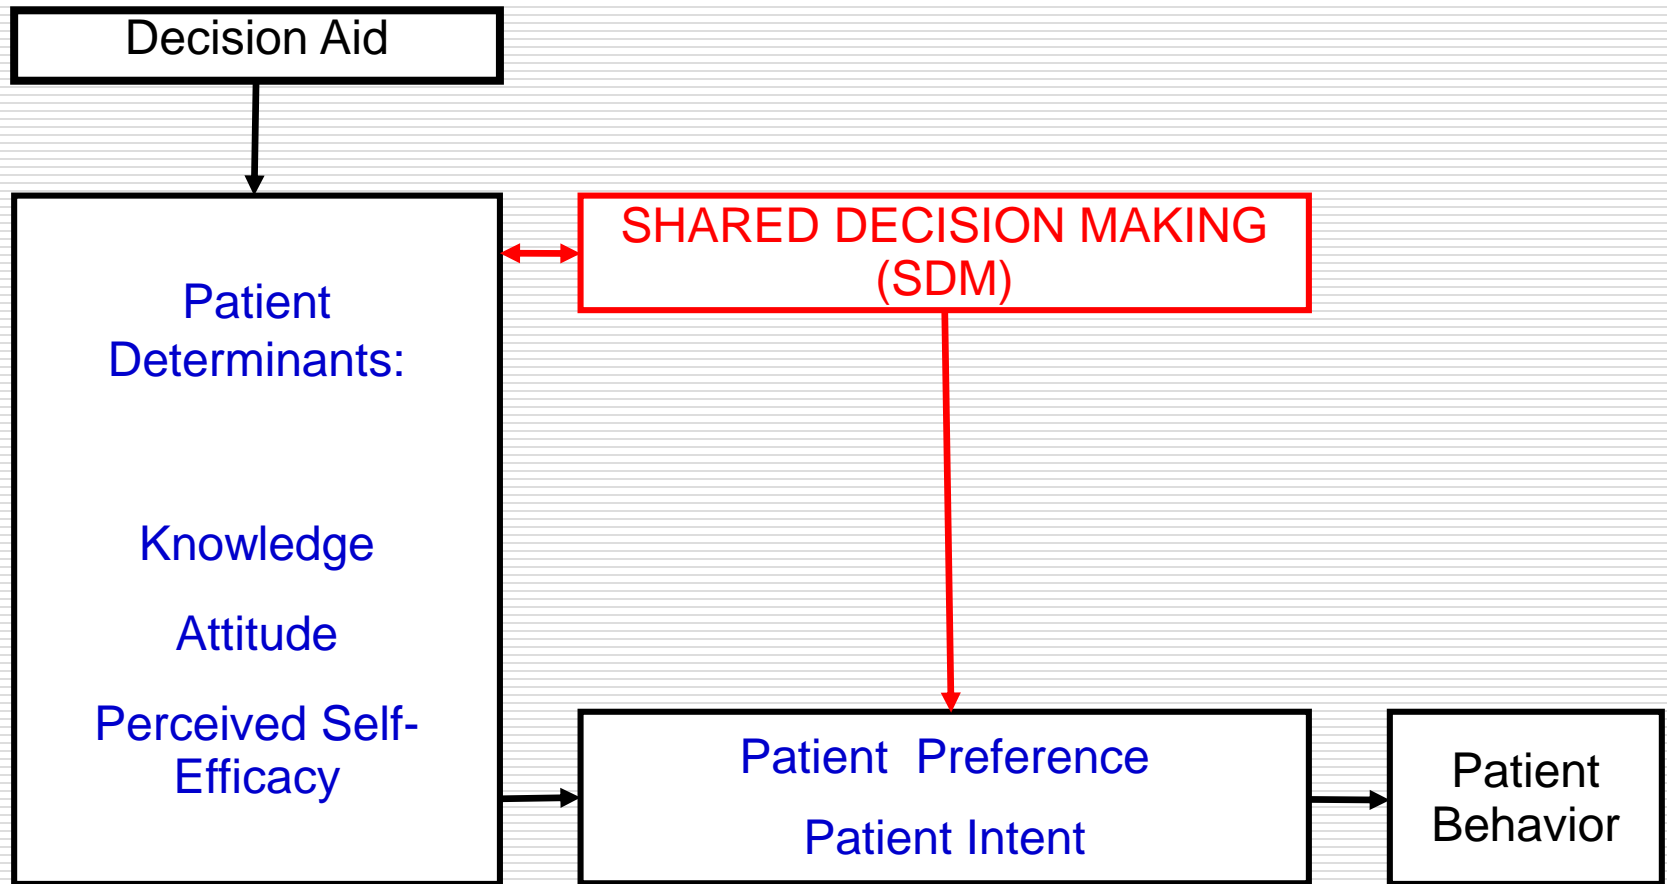 Decision Aid
SHARED DECISION MAKING
(SDM)
Patient
Determinants:
Knowledge
Attitude
Perceived Self-
Efficacy
Patient Preference
Patient Intent
Patient
Behavior